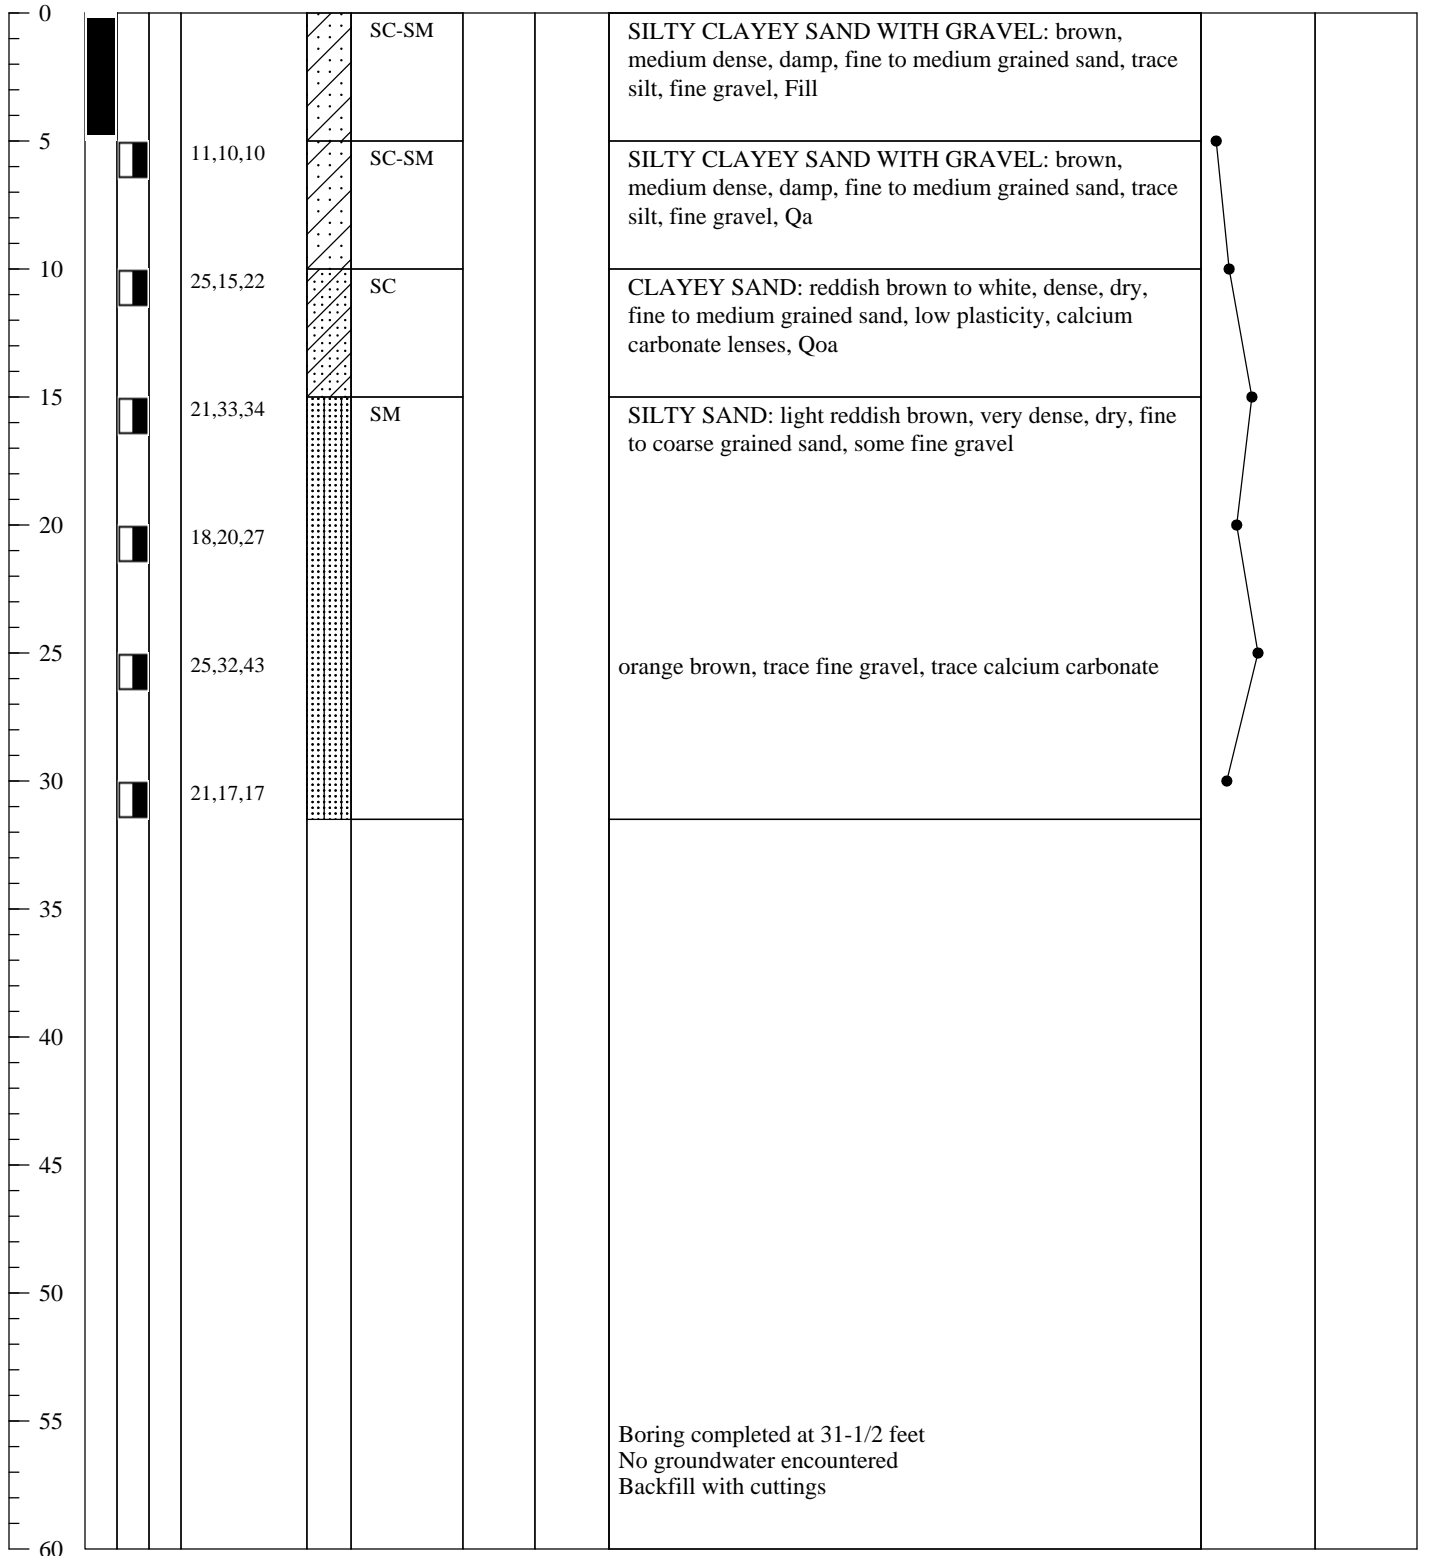 0
SC-SM
SILTY CLAYEY SAND WITH GRAVEL: brown,
medium dense, damp, fine to medium grained sand, trace
silt, fine gravel, Fill
5
11,10,10
SC-SM
SILTY CLAYEY SAND WITH GRAVEL: brown,
medium dense, damp, fine to medium grained sand, trace
silt, fine gravel, Qa
10
25,15,22
SC
CLAYEY SAND: reddish brown to white, dense, dry,
fine to medium grained sand, low plasticity, calcium
carbonate lenses, Qoa
15
21,33,34
SM
SILTY SAND: light reddish brown, very dense, dry, fine
to coarse grained sand, some fine gravel
20
18,20,27
25
25,32,43
orange brown, trace fine gravel, trace calcium carbonate
30
21,17,17
35
40
45
50
55
Boring completed at 31-1/2 feet
No groundwater encountered
Backfill with cuttings
60